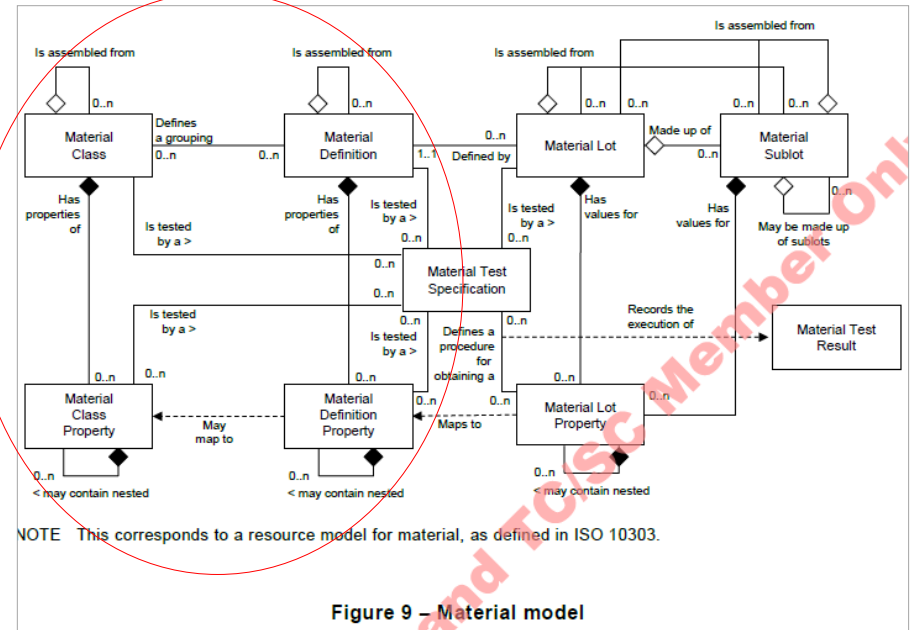 Is assembled from
Is assembled from
Is assembled from
Is assembled from
0..n
0..n
0..n
0..n
0..n
0..n
Material
Class
Defines
a grouping
0..n
0..n
Material
Definition
1..1
0..n
Defined by
Material Lot
Made up of
0..n
Material
Sublot
0..n
May be made up
of sublots
Has
properties
of
Is tested
by a >
Has
properties
of
Is tested
by a >
0..n
Is tested
by a >
0..n
Has
values for
Has
values for
0..n
0..n
Material Test
Specification
Is tested
by a >
0..n
0..n
Is tested
by a >
Defines a
procedure
for
obtaining a
Records the
execution of
Material Test
Result
0..n
0..n
0..n
0..n
0..n
0..n
0..n
Material
Class
Property
May
map to
Material
Definition
Property
Maps to
Material Lot
Property
0..n
0..n
0..n
< may contain nested
< may contain nested
< may contain nested
NOTE This corresponds to a resource model for material, as defined in ISO 10303.
Figure 9 – Material model
and TC/SC Member Onl